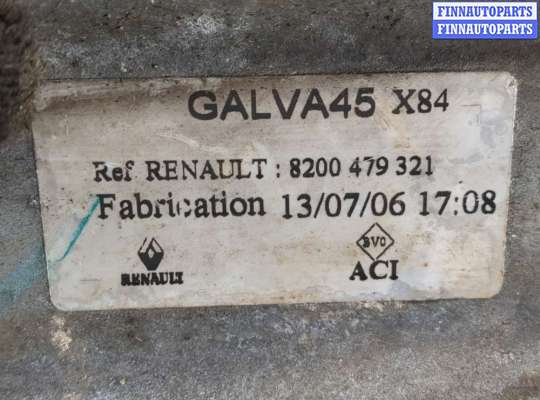 FINNAUTOPARTS
FINNAUTOPARTS
GALVA45 X84
Ref. RENAULT : 8200 479 321
Fabrication 13/07/06 17:08
RENAULT
BVC
ACI